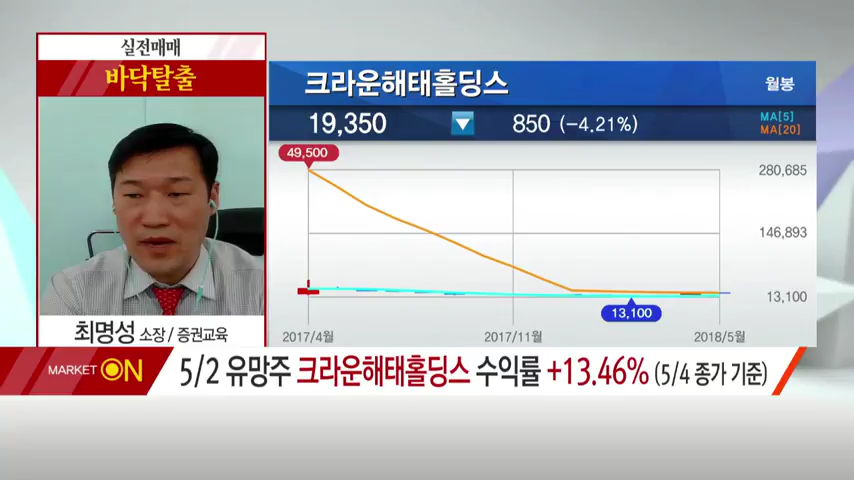 실전매매
바닥탈출
최명성 소장 / 증권교육
크라운해태홀딩스
월봉
19,350 ▼ 850 (-4.21%)
MA[5]
MA[20]
49,500
280,685
146,893
13,100
13,100
2017/4월
2017/11월
2018/5월
MARKET ON
5/2 유망주 크라운해태홀딩스 수익률 +13.46% (5/4 종가 기준)